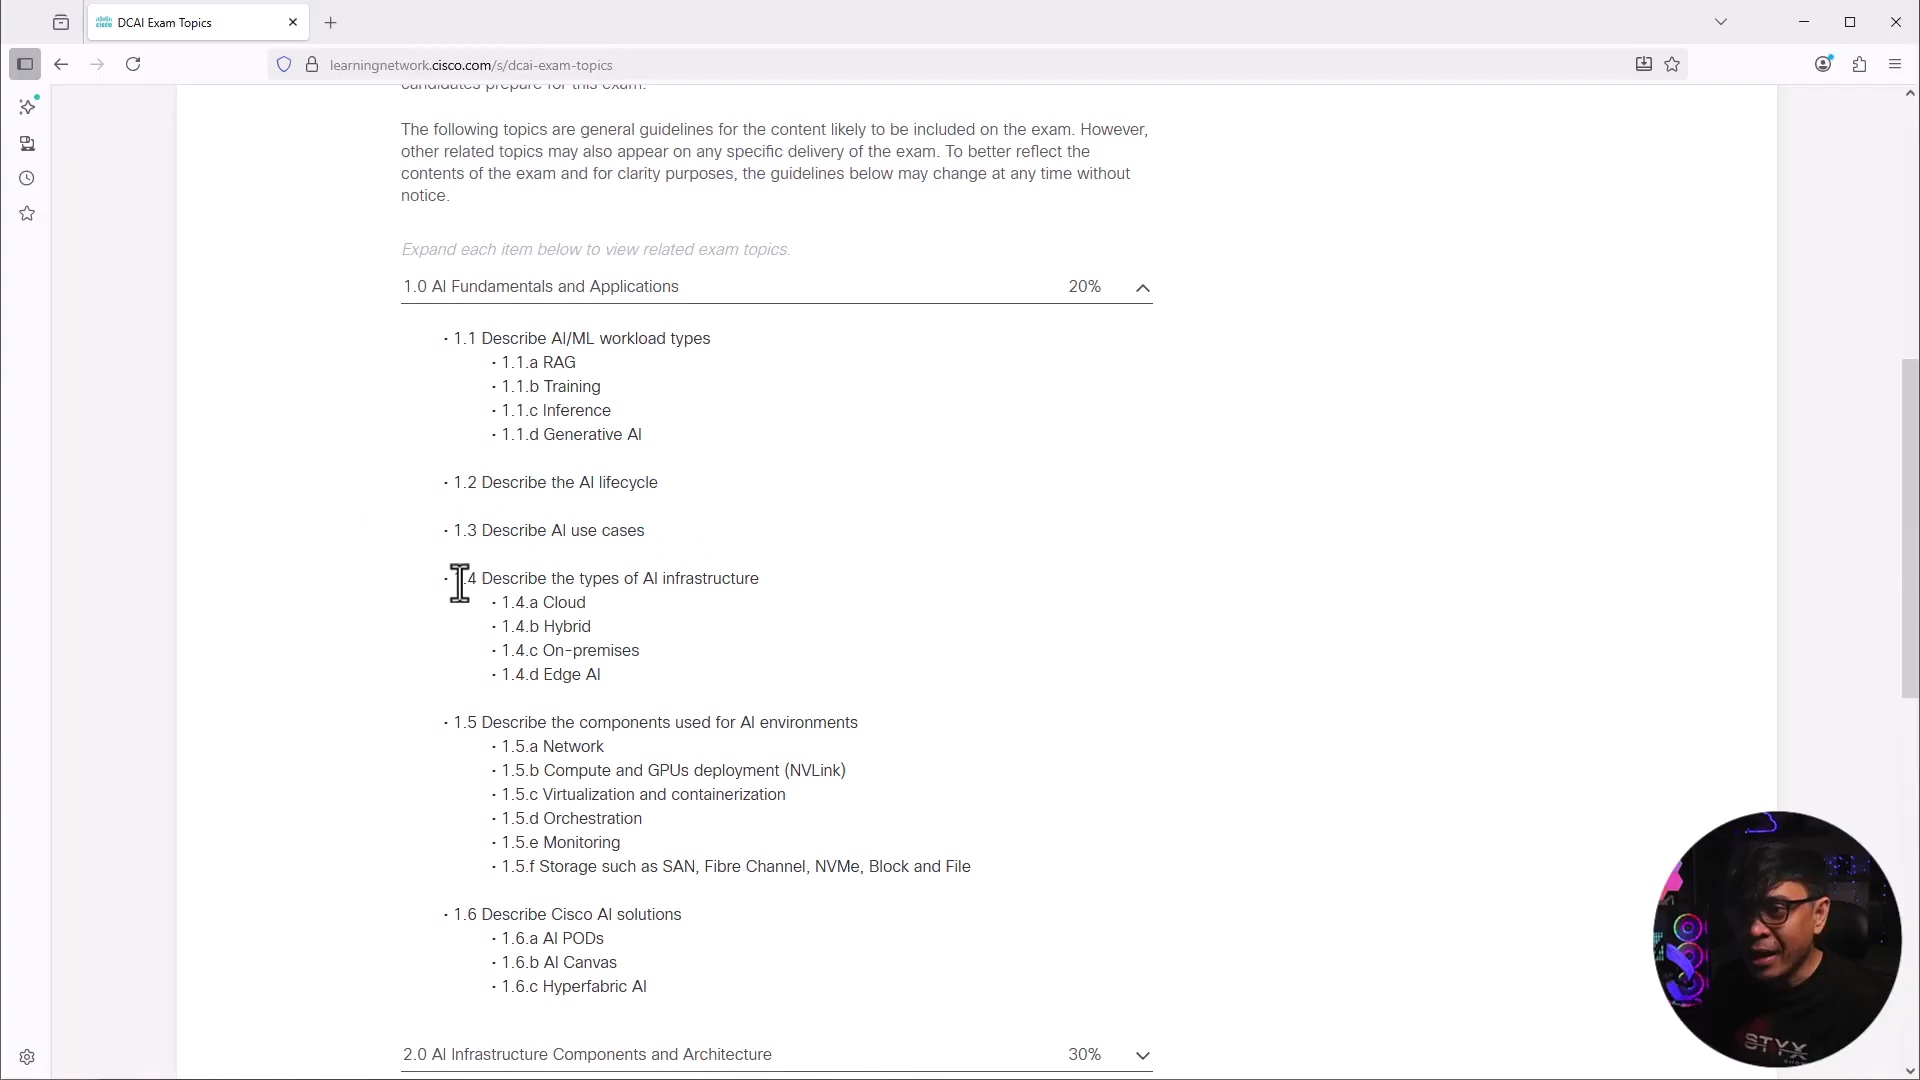 DCAI Exam Topics
learningnetwork.cisco.com/s/dcai-exam-topics
candidates prepare for this exam.
The following topics are general guidelines for the content likely to be included on the exam. However,
other related topics may also appear on any specific delivery of the exam. To better reflect the
contents of the exam and for clarity purposes, the guidelines below may change at any time without
notice.
Expand each item below to view related exam topics.
1.0 AI Fundamentals and Applications 20%
• 1.1 Describe AI/ML workload types
• 1.1.a RAG
• 1.1.b Training
• 1.1.c Inference
• 1.1.d Generative AI
• 1.2 Describe the AI lifecycle
• 1.3 Describe AI use cases
• 1.4 Describe the types of AI infrastructure
• 1.4.a Cloud
• 1.4.b Hybrid
• 1.4.c On-premises
• 1.4.d Edge AI
• 1.5 Describe the components used for AI environments
• 1.5.a Network
• 1.5.b Compute and GPUs deployment (NVLink)
• 1.5.c Virtualization and containerization
• 1.5.d Orchestration
• 1.5.e Monitoring
• 1.5.f Storage such as SAN, Fibre Channel, NVMe, Block and File
• 1.6 Describe Cisco AI solutions
• 1.6.a AI PODs
• 1.6.b AI Canvas
• 1.6.c Hyperfabric AI
2.0 AI Infrastructure Components and Architecture 30%
STYX